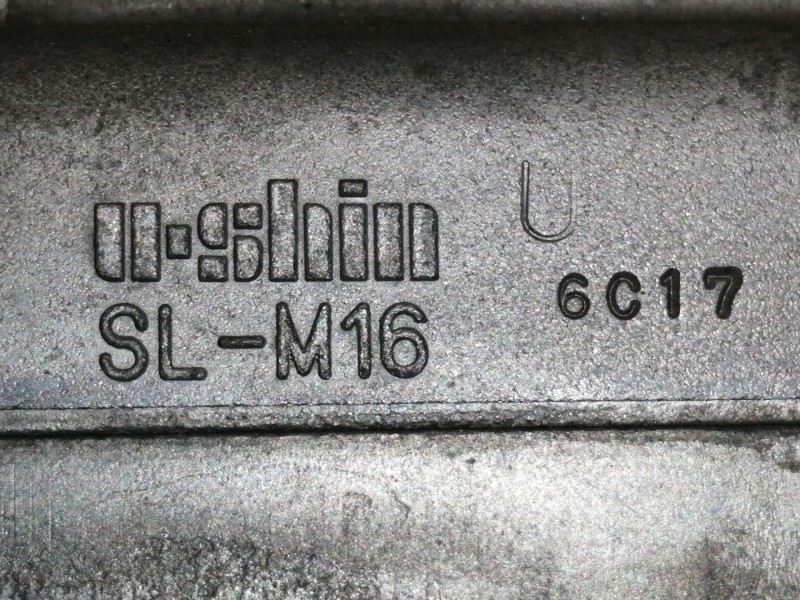 u·shin
U
SL-M16
6C17